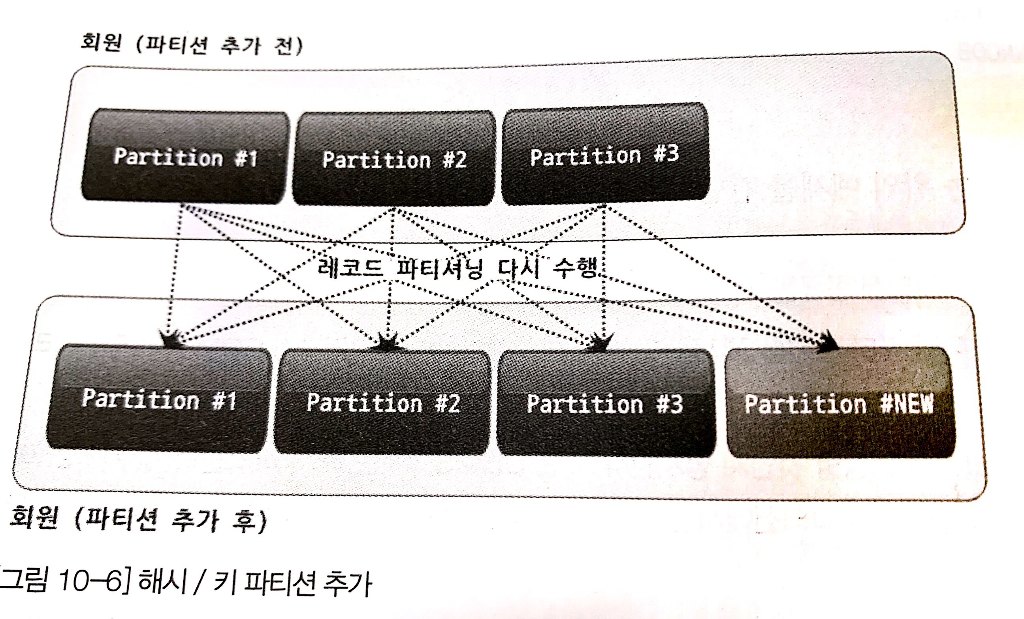 회원 (파티션 추가 전)
Partition #1 Partition #2 Partition #3
레코드 파티셔닝 다시 수행
Partition #1 Partition #2 Partition #3 Partition #NEW
회원 (파티션 추가 후)
[그림 10-6] 해시 / 키 파티션 추가